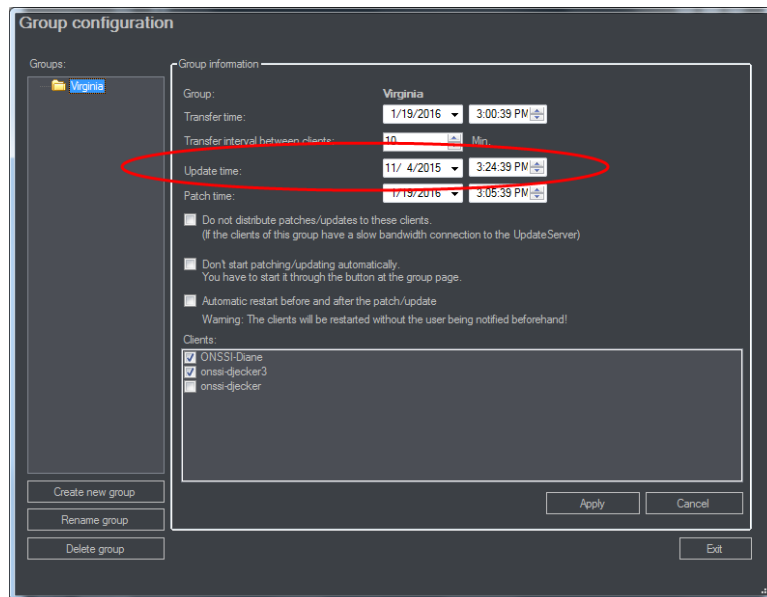 Group configuration
Groups:
Virginia
Group information
Group: Virginia
Transfer time: 1/19/2016 3:00:39 PM
Transfer interval between clients: 10 Min.
Update time: 11/ 4/2015 3:24:39 PM
Patch time: 1/19/2016 3:05:39 PM
Do not distribute patches/updates to these clients.
(If the clients of this group have a slow bandwidth connection to the UpdateServer)
Don't start patching/updating automatically.
You have to start it through the button at the group page.
Automatic restart before and after the patch/update
Warning: The clients will be restarted without the user being notified beforehand!
Clients:
ONSSI-Diane
onssi-djecker3
onssi-djecker
Create new group
Rename group
Delete group
Apply Cancel
Exit